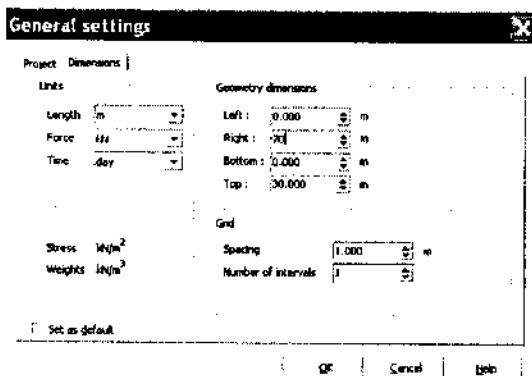 General settings
Project Dimensions
Units
Length m
Force
Time day
Stress kN/m²
Weights kN/m³
Geometry dimensions
Left : 0.000 m
Right : m
Bottom : 0.000 m
Top : 30.000 m
Grid
Spacing 1.000 m
Number of intervals 1
Set as default
OK Cancel Help